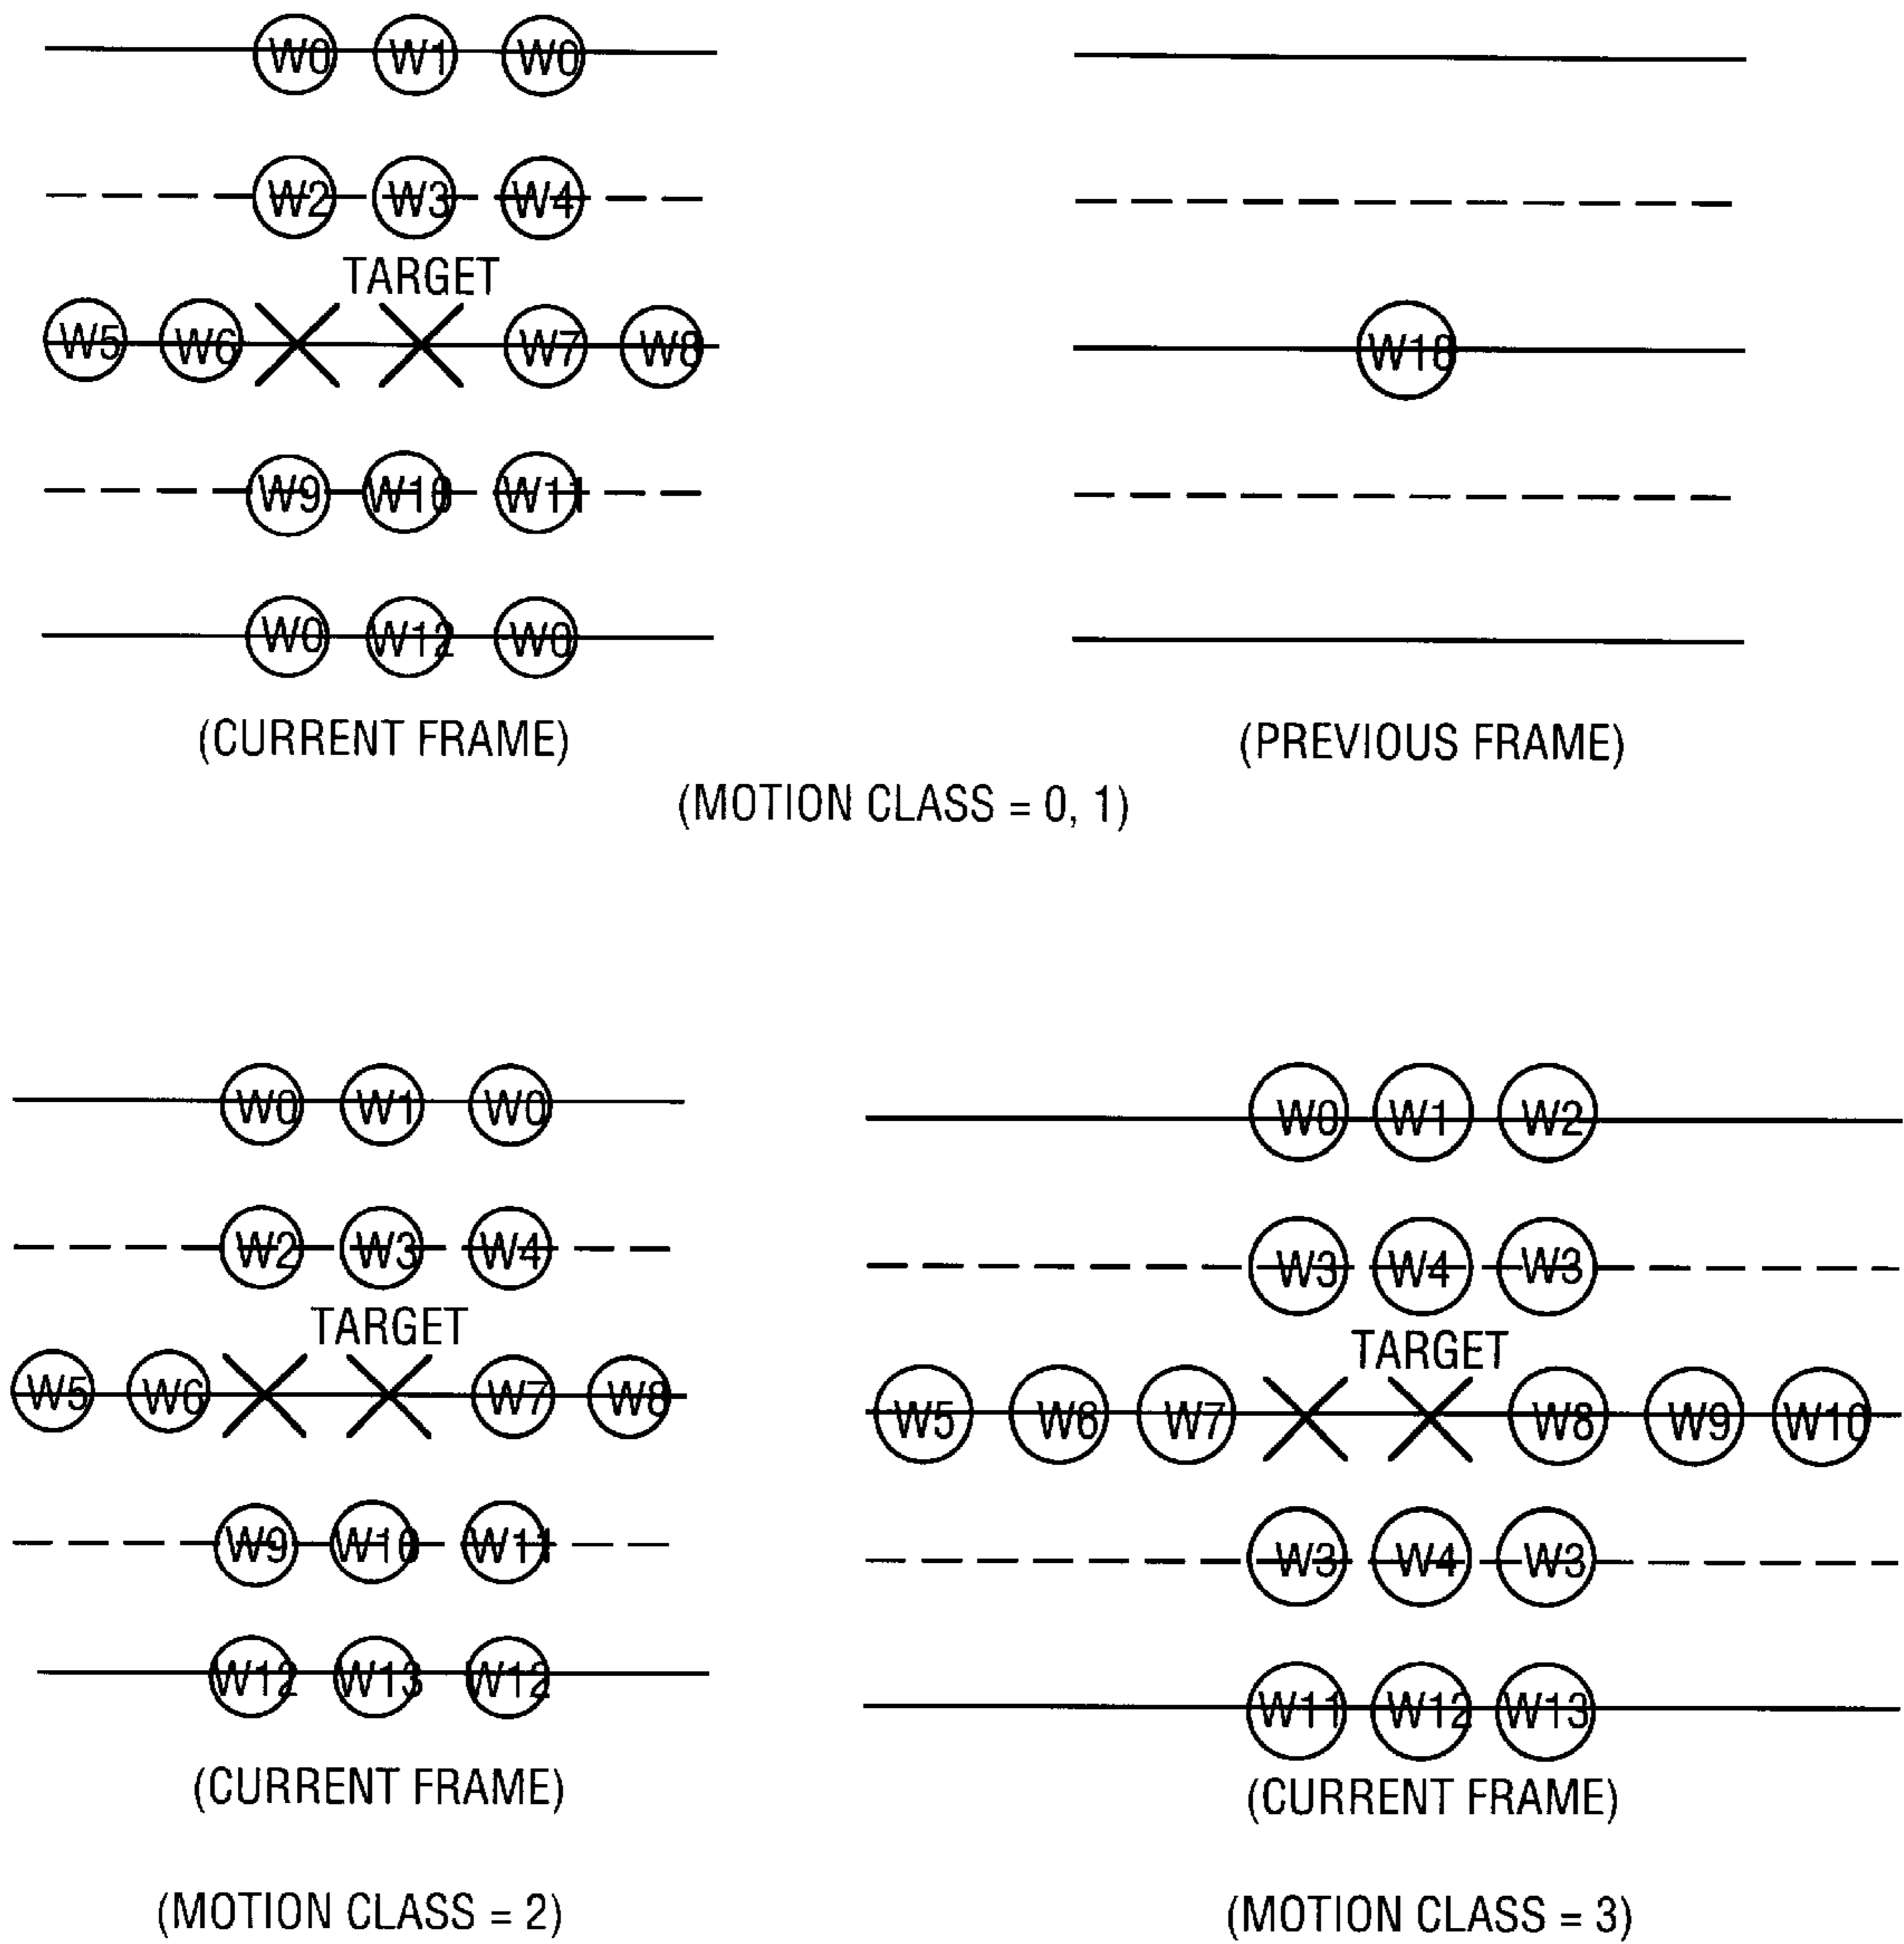 W0 W1 W0
W2 W3 W4
TARGET
W5 W6 W7 W8
W9 W10 W11
W0 W12 W0
(CURRENT FRAME)
(PREVIOUS FRAME)
(MOTION CLASS = 0, 1)
W0 W1 W0
W2 W3 W4
TARGET
W5 W6 W7 W8
W9 W10 W11
W12 W13 W12
(CURRENT FRAME)
(MOTION CLASS = 2)
W0 W1 W2
W3 W4 W3
TARGET
W5 W6 W7 W8 W9 W10
W3 W4 W3
W11 W12 W13
(CURRENT FRAME)
(MOTION CLASS = 3)